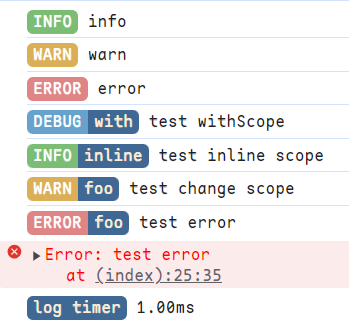 INFO info
WARN warn
ERROR error
DEBUG with test withScope
INFO inline test inline scope
WARN foo test change scope
ERROR foo test error
Error: test error
at (index):25:35
log timer 1.00ms